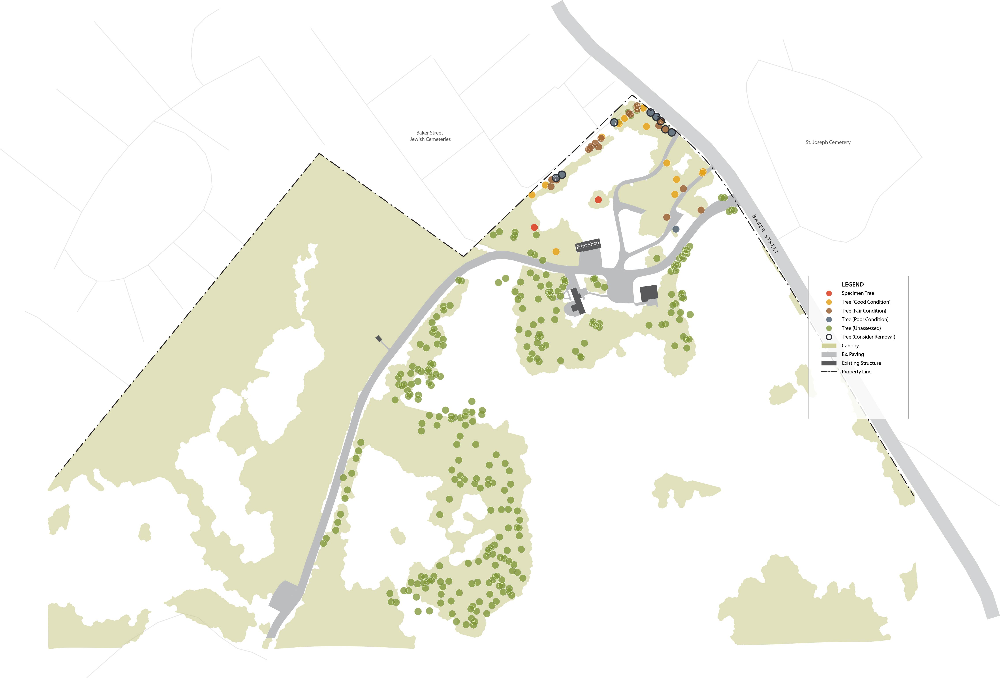 Baker Street
Jewish Cemeteries
St. Joseph Cemetery
BAKER STREET
Print Shop
LEGEND
Specimen Tree
Tree (Good Condition)
Tree (Fair Condition)
Tree (Poor Condition)
Tree (Unassessed)
Tree (Consider Removal)
Canopy
Ex. Paving
Existing Structure
Property Line